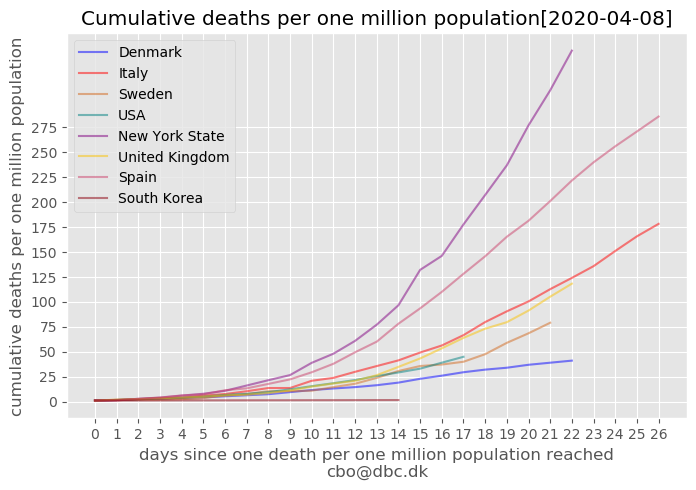 Cumulative deaths per one million population[2020-04-08]
cumulative deaths per one million population
Denmark
Italy
Sweden
USA
New York State
United Kingdom
Spain
South Korea
275
250
225
200
175
150
125
100
75
50
25
0
0 1 2 3 4 5 6 7 8 9 10 11 12 13 14 15 16 17 18 19 20 21 22 23 24 25 26
days since one death per one million population reached
cbo@dbc.dk